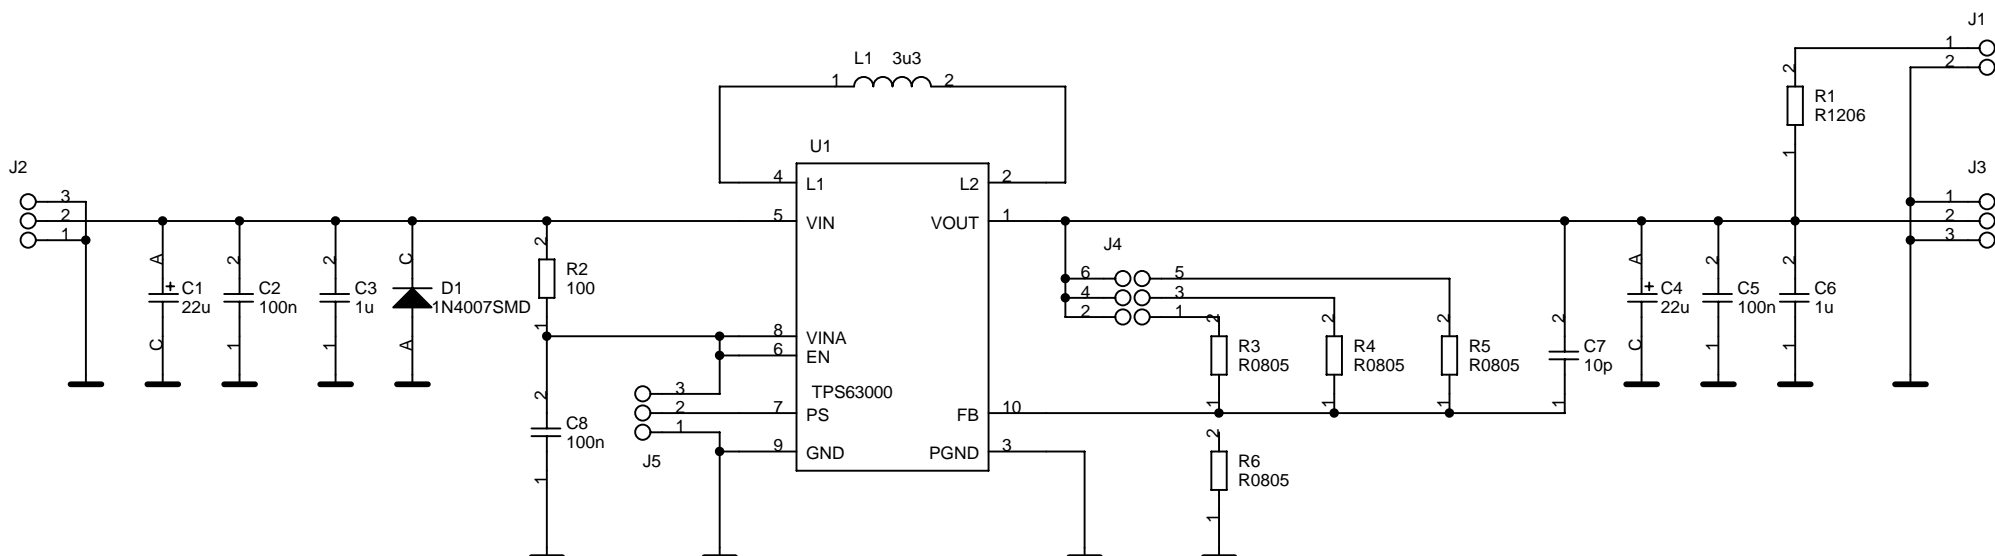 J1
L1 3u3
1 2
1
2
2
R1
R1206
1
U1
J2
J3
3
2
1
4 L1
L2 2
5 VIN
VOUT 1
1
2
3
J4
6 5
4 3
2 1
A
+ C1
22u
C
2
C2
100n
1
2
C3
1u
1
C
D1
1N4007SMD
A
2
R2
100
1
8 VINA
6 EN
TPS63000
7 PS
FB 10
9 GND
PGND 3
3
2
1
J5
2
C8
100n
1
2
R3
R0805
1
2
R4
R0805
1
2
R5
R0805
1
2
C7
10p
1
A
+ C4
22u
C
2
C5
100n
1
2
C6
1u
1
2
R6
R0805
1